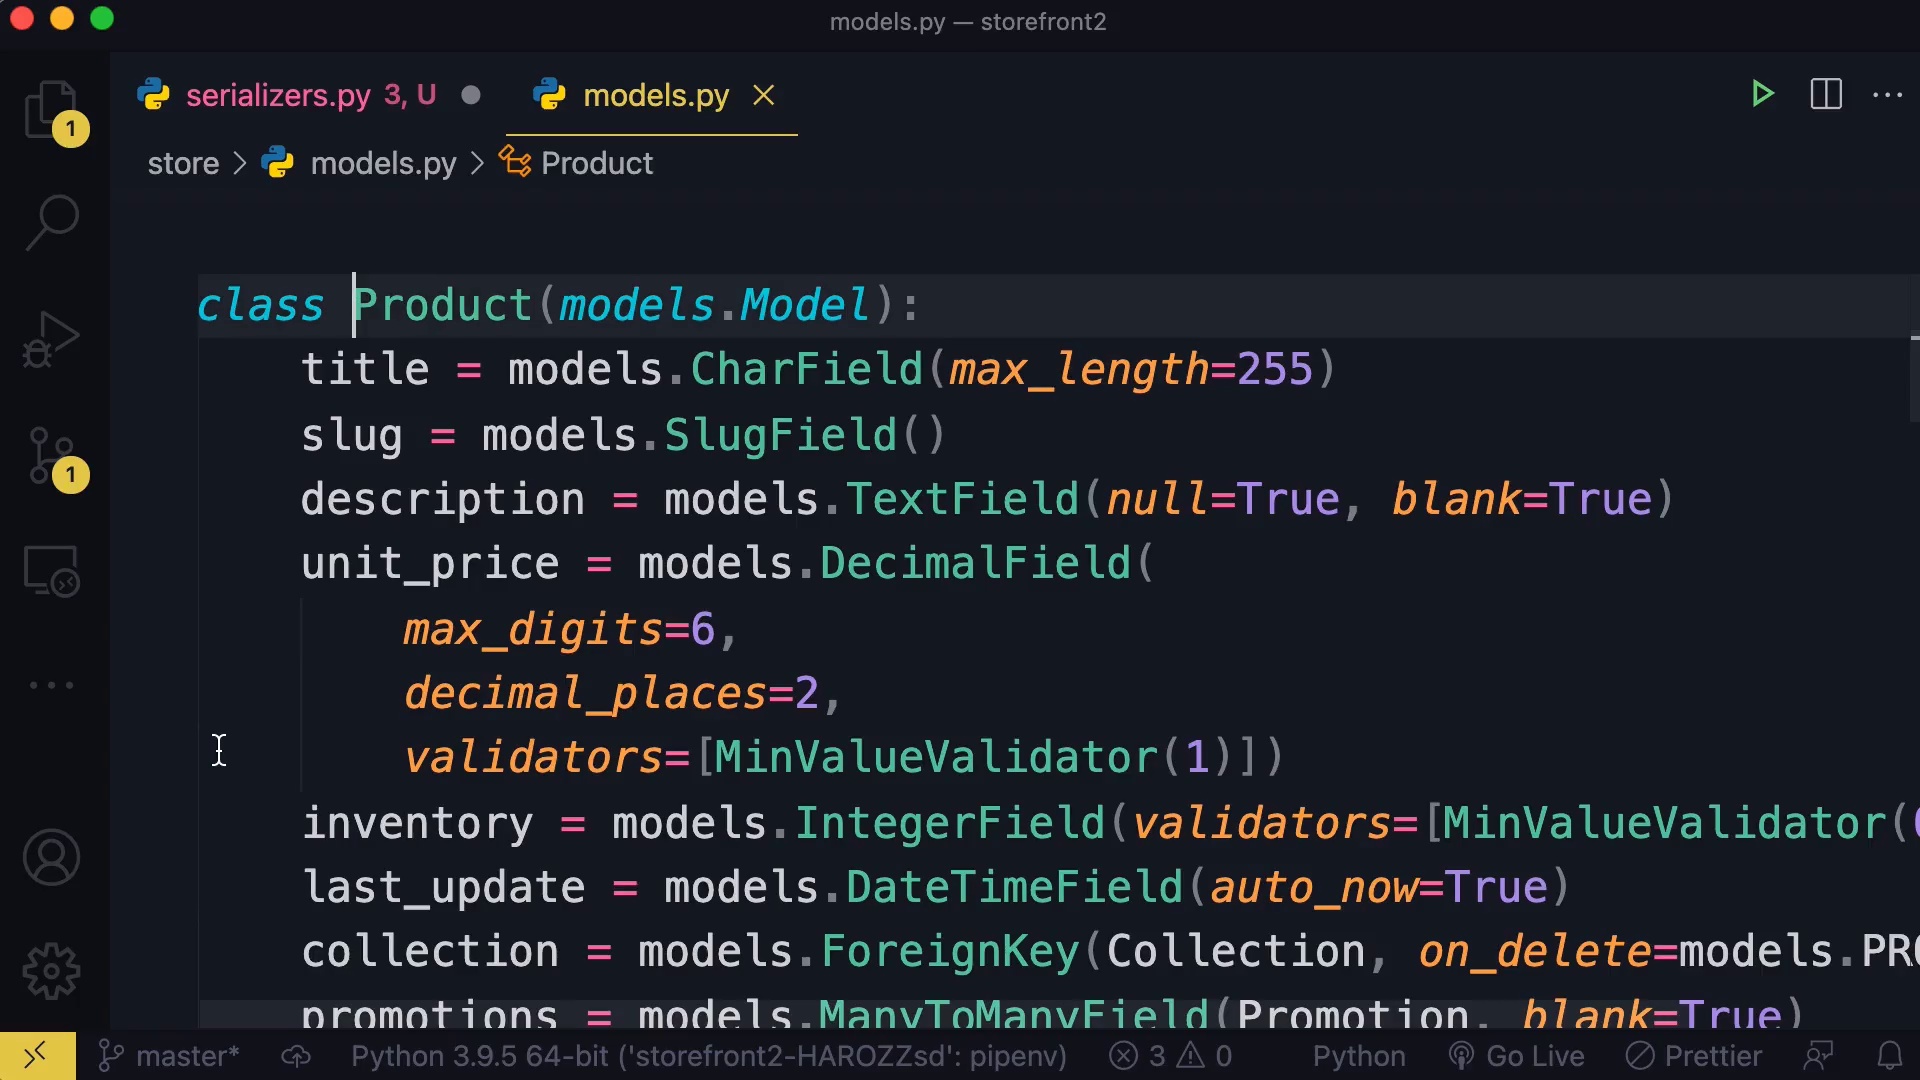 models.py — storefront2
serializers.py 3, U
models.py
store > models.py > Product
1
class Product(models.Model):
title = models.CharField(max_length=255)
slug = models.SlugField()
1
description = models.TextField(null=True, blank=True)
unit_price = models.DecimalField(
max_digits=6,
decimal_places=2,
validators=[MinValueValidator(1)])
inventory = models.IntegerField(validators=[MinValueValidator(
last_update = models.DateTimeField(auto_now=True)
collection = models.ForeignKey(Collection, on_delete=models.PRO
promotions = models.ManyToManyField(Promotion, blank=True)
master* Python 3.9.5 64-bit ('storefront2-HAROZZsd': pipenv) 3 0 Python Go Live Prettier